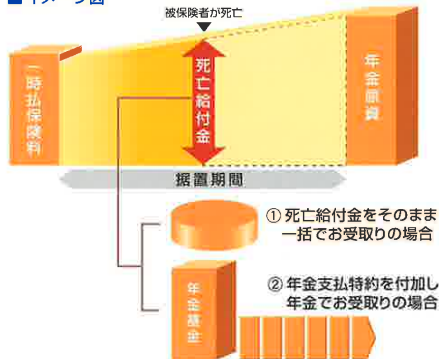 ■イメージ図
被保険者が死亡
一時払保険料
死亡給付金
年金原資
据置期間
① 死亡給付金をそのまま
一括でお受取りの場合
年金基金
② 年金支払特約を付加し
年金でお受取りの場合